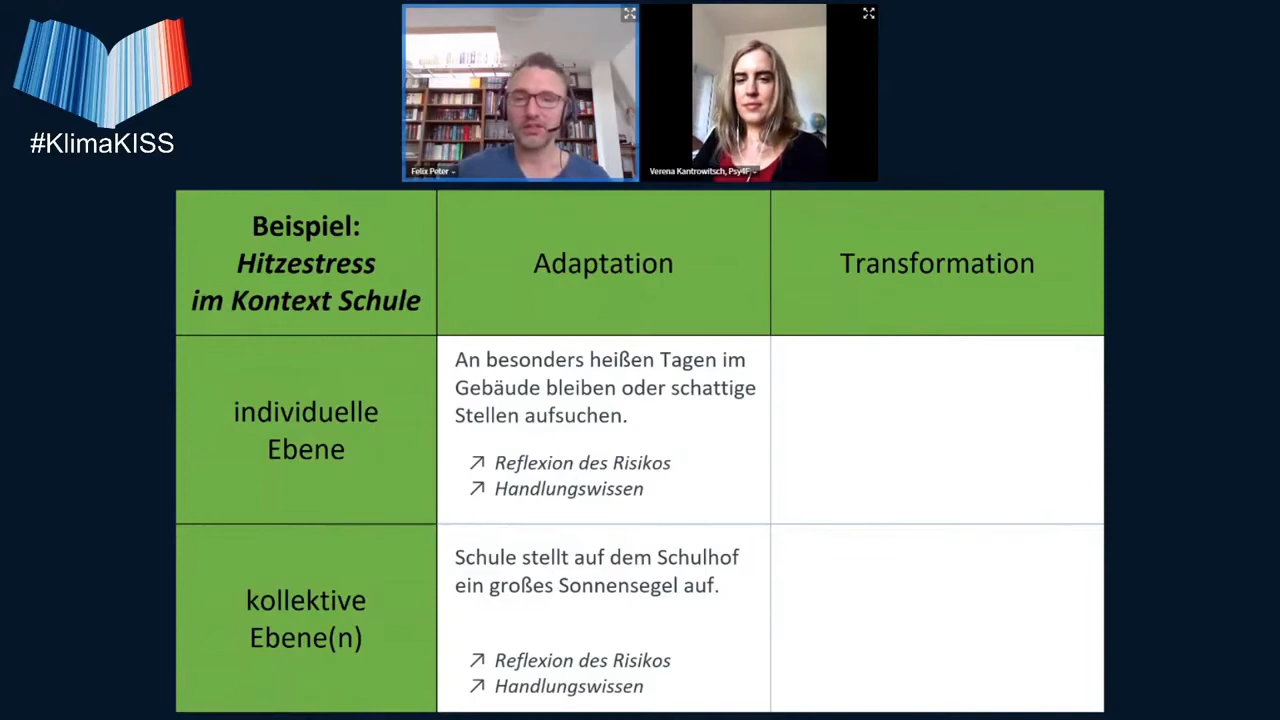 #KlimaKISS
Felix Peter
Verena Kantrowitsch, Psy4F
Beispiel:
Hitzestress
im Kontext Schule
Adaptation
Transformation
individuelle
Ebene
An besonders heißen Tagen im
Gebäude bleiben oder schattige
Stellen aufsuchen.
↗ Reflexion des Risikos
↗ Handlungswissen
kollektive
Ebene(n)
Schule stellt auf dem Schulhof
ein großes Sonnensegel auf.
↗ Reflexion des Risikos
↗ Handlungswissen